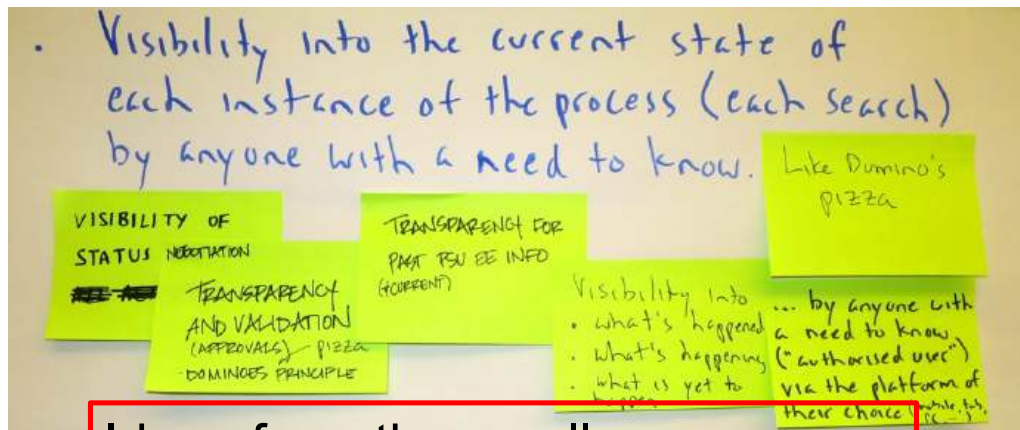 . Visibility into the current state of
each instance of the process (each search)
by anyone with a need to know.
Like Domino's
pizza
VISIBILITY OF
STATUS
NEGOTIATION
TRANSPARENCY
AND VALIDATION
(APPROVALS) pizza
DOMINOES PRINCIPLE
TRANSPARENCY FOR
PAST PSU EE INFO
(+CURRENT)
Visibility into
. what's happened
. what's happening
. what is yet to
... by anyone with
a need to know
("authorised user")
via the platform of
their choice